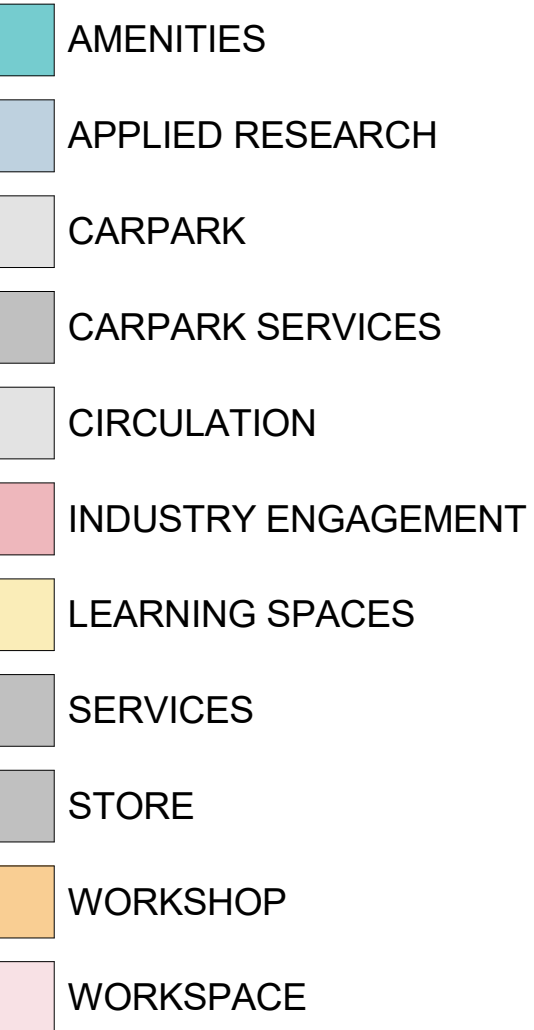 AMENITIES
APPLIED RESEARCH
CARPARK
CARPARK SERVICES
CIRCULATION
INDUSTRY ENGAGEMENT
LEARNING SPACES
SERVICES
STORE
WORKSHOP
WORKSPACE